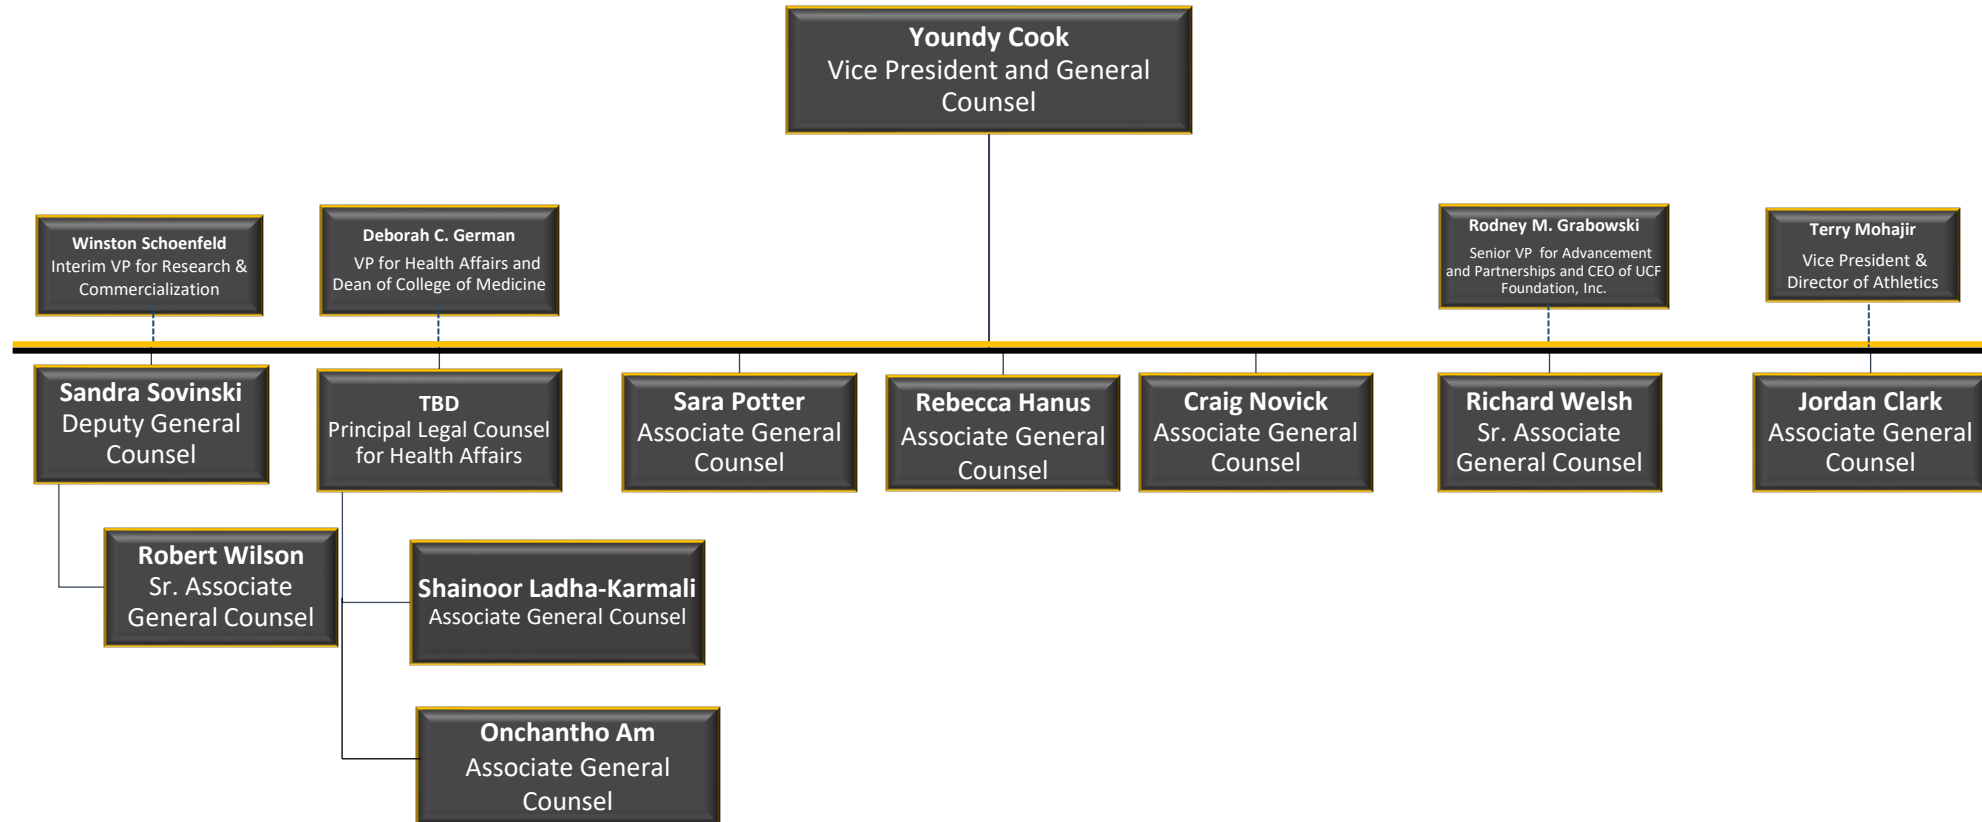 Youndy Cook
Vice President and General
Counsel
Winston Schoenfeld
Interim VP for Research &
Commercialization
Deborah C. German
VP for Health Affairs and
Dean of College of Medicine
Rodney M. Grabowski
Senior VP for Advancement
and Partnerships and CEO of UCF
Foundation, Inc.
Terry Mohajir
Vice President &
Director of Athletics
Sandra Sovinski
Deputy General
Counsel
TBD
Principal Legal Counsel
for Health Affairs
Sara Potter
Associate General
Counsel
Rebecca Hanus
Associate General
Counsel
Craig Novick
Associate General
Counsel
Richard Welsh
Sr. Associate
General Counsel
Jordan Clark
Associate General
Counsel
Robert Wilson
Sr. Associate
General Counsel
Shainoor Ladha-Karmali
Associate General Counsel
Onchantho Am
Associate General
Counsel